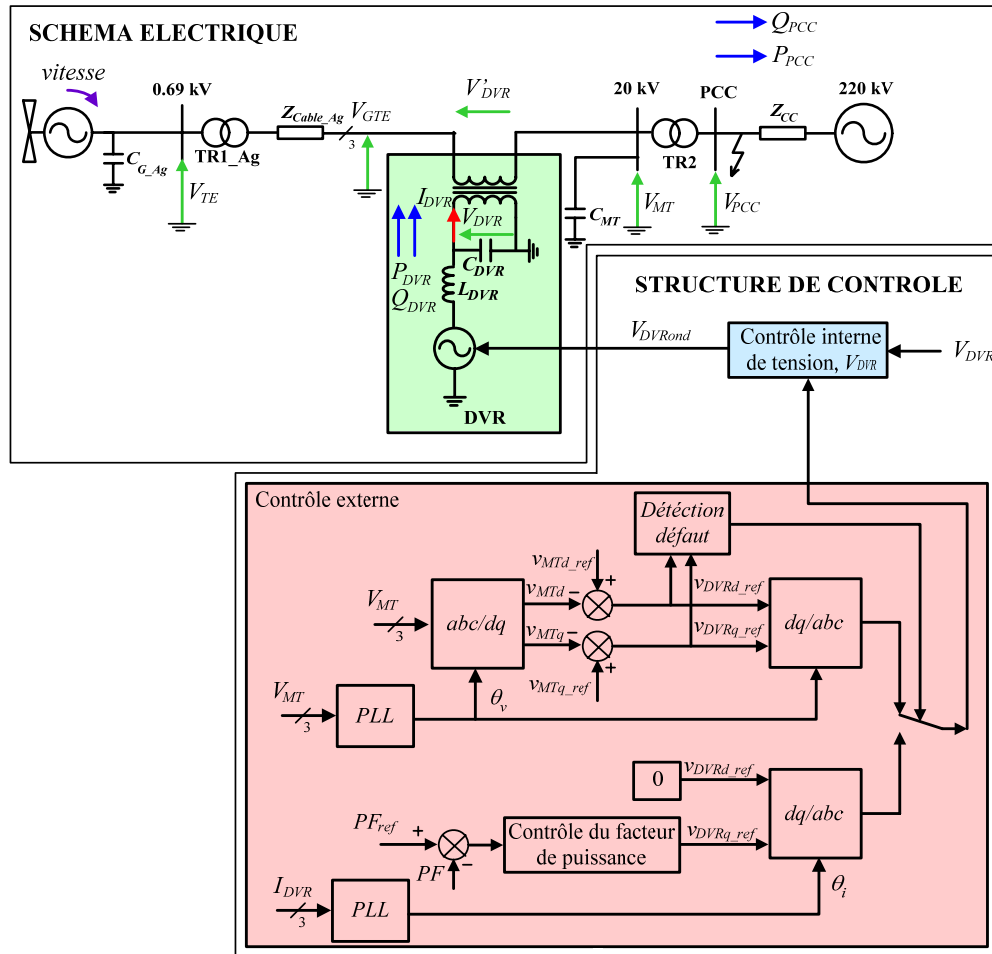 SCHEMA ELECTRIQUE
Q_PCC
P_PCC
vitesse
0.69 kV
Z_Cable_Ag
V_GTE
3
V'_DVR
20 kV
PCC
Z_CC
220 kV
C_G_Ag
TR1_Ag
V_TE
TR2
I_DVR
V_DVR
C_MT
V_MT
V_PCC
C_DVR
P_DVR
Q_DVR
L_DVR
DVR
STRUCTURE DE CONTROLE
V_DVRond
Contrôle interne
de tension, V_DVR
V_DVR
Contrôle externe
Détéction
défaut
v_MTd_ref
+
v_DVRd_ref
V_MT
3
abc/dq
v_MTd
−
v_MTq
−
v_DVRq_ref
dq/abc
+
v_MTq_ref
V_MT
3
PLL
θ_v
0
v_DVRd_ref
dq/abc
PF_ref
+
Contrôle du facteur
de puissance
v_DVRq_ref
PF
−
I_DVR
3
PLL
θ_i